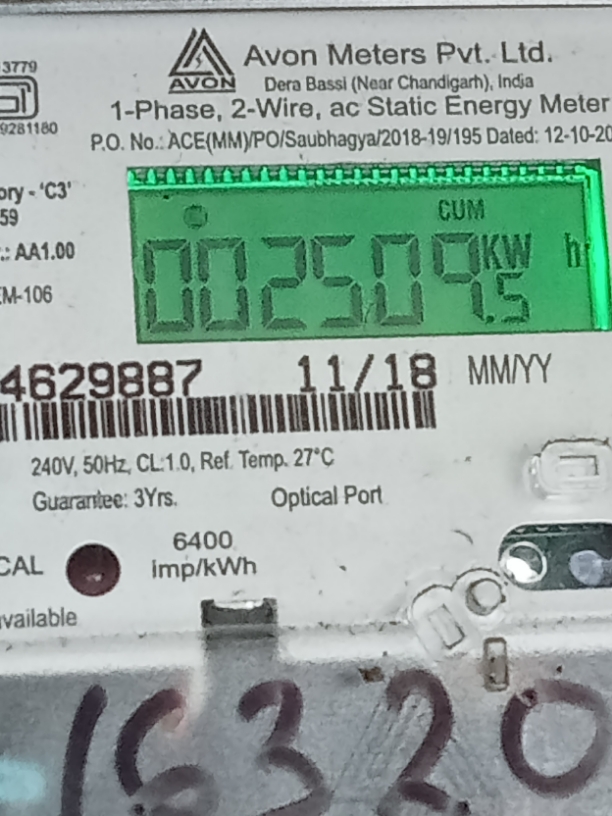 3779
9281180
AVON
Avon Meters Pvt. Ltd.
Dera Bassi (Near Chandigarh), India
1-Phase, 2-Wire, ac Static Energy Meter
P.O. No.: ACE(MM)/PO/Saubhagya/2018-19/195 Dated: 12-10-20
ory - 'C3'
59
.: AA1.00
EM-106
CUM
002509.5 KW h
4629887 11/18 MM/YY
240V, 50Hz, CL:1.0, Ref. Temp. 27°C
Guarantee: 3Yrs. Optical Port
CAL 6400
imp/kWh
vailable
16320